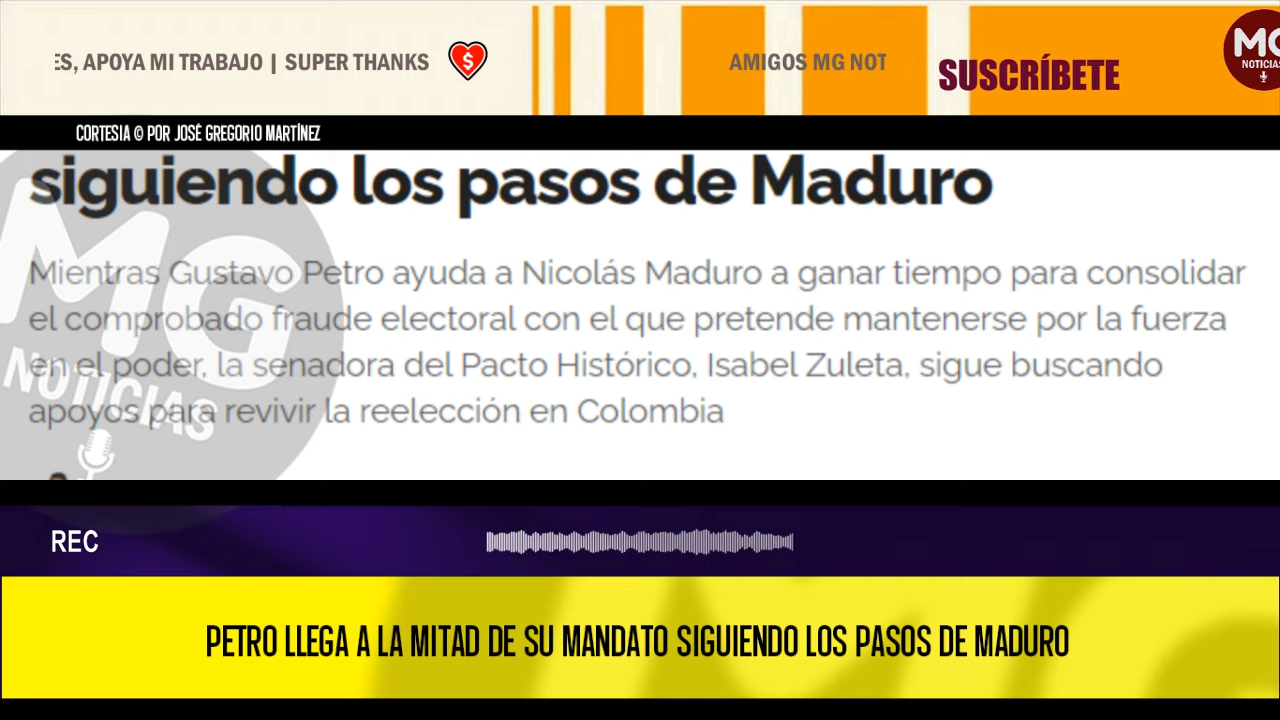 ES, APOYA MI TRABAJO | SUPER THANKS
AMIGOS MG NOT
SUSCRÍBETE
MG
NOTICIAS
CORTESIA © POR JOSÉ GREGORIO MARTÍNEZ
siguiendo los pasos de Maduro
Mientras Gustavo Petro ayuda a Nicolás Maduro a ganar tiempo para consolidar
el comprobado fraude electoral con el que pretende mantenerse por la fuerza
en el poder, la senadora del Pacto Histórico, Isabel Zuleta, sigue buscando
apoyos para revivir la reelección en Colombia
MG
NOTICIAS
REC
PETRO LLEGA A LA MITAD DE SU MANDATO SIGUIENDO LOS PASOS DE MADURO